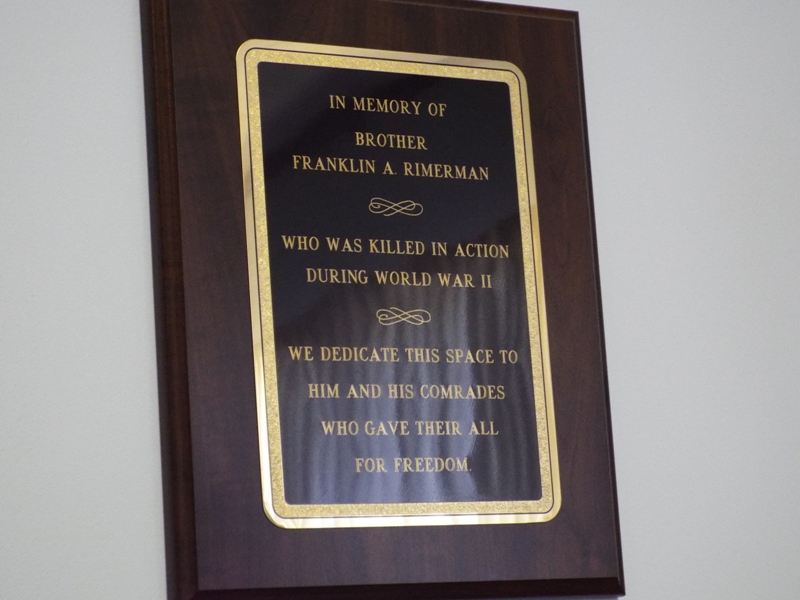 IN MEMORY OF
BROTHER
FRANKLIN A. RIMERMAN
WHO WAS KILLED IN ACTION
DURING WORLD WAR II
WE DEDICATE THIS SPACE TO
HIM AND HIS COMRADES
WHO GAVE THEIR ALL
FOR FREEDOM.